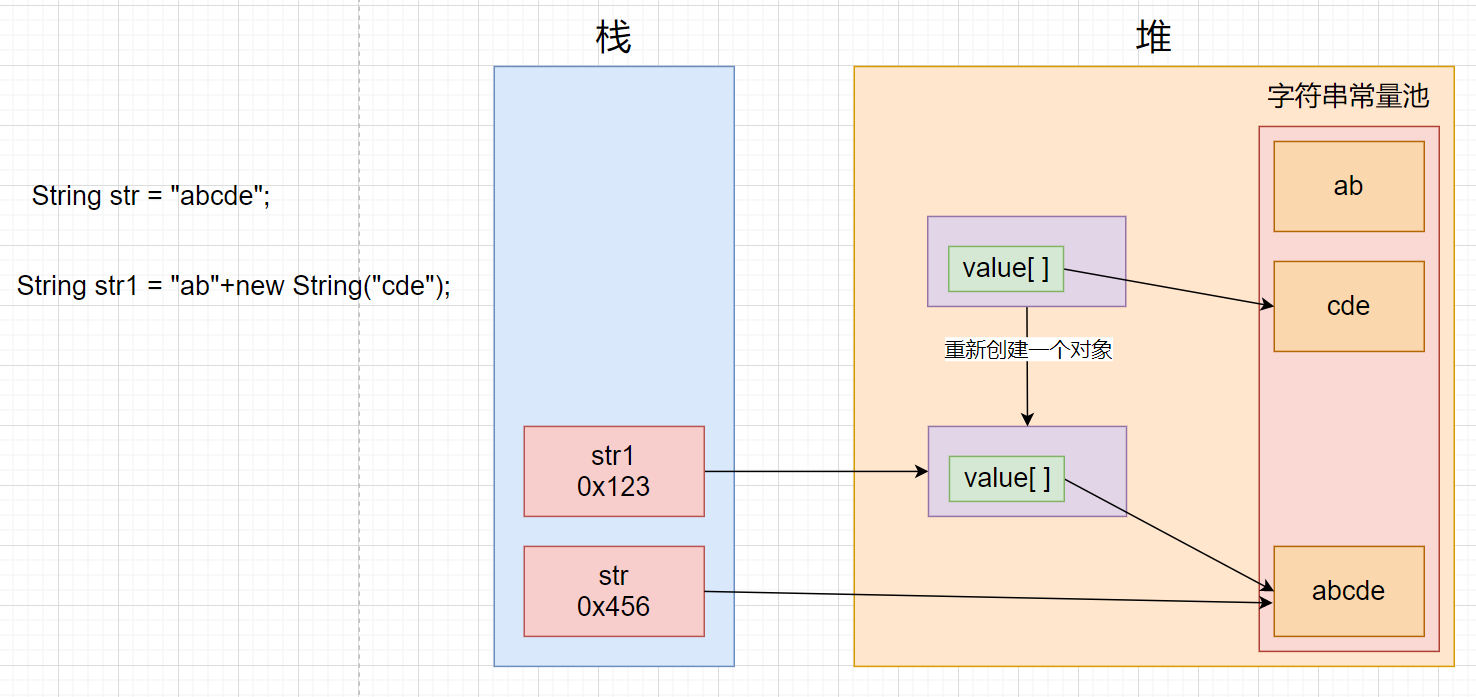 栈
堆
字符串常量池
String str = "abcde";
String str1 = "ab"+new String("cde");
ab
value[ ]
cde
重新创建一个对象
str1
0x123
value[ ]
str
0x456
abcde